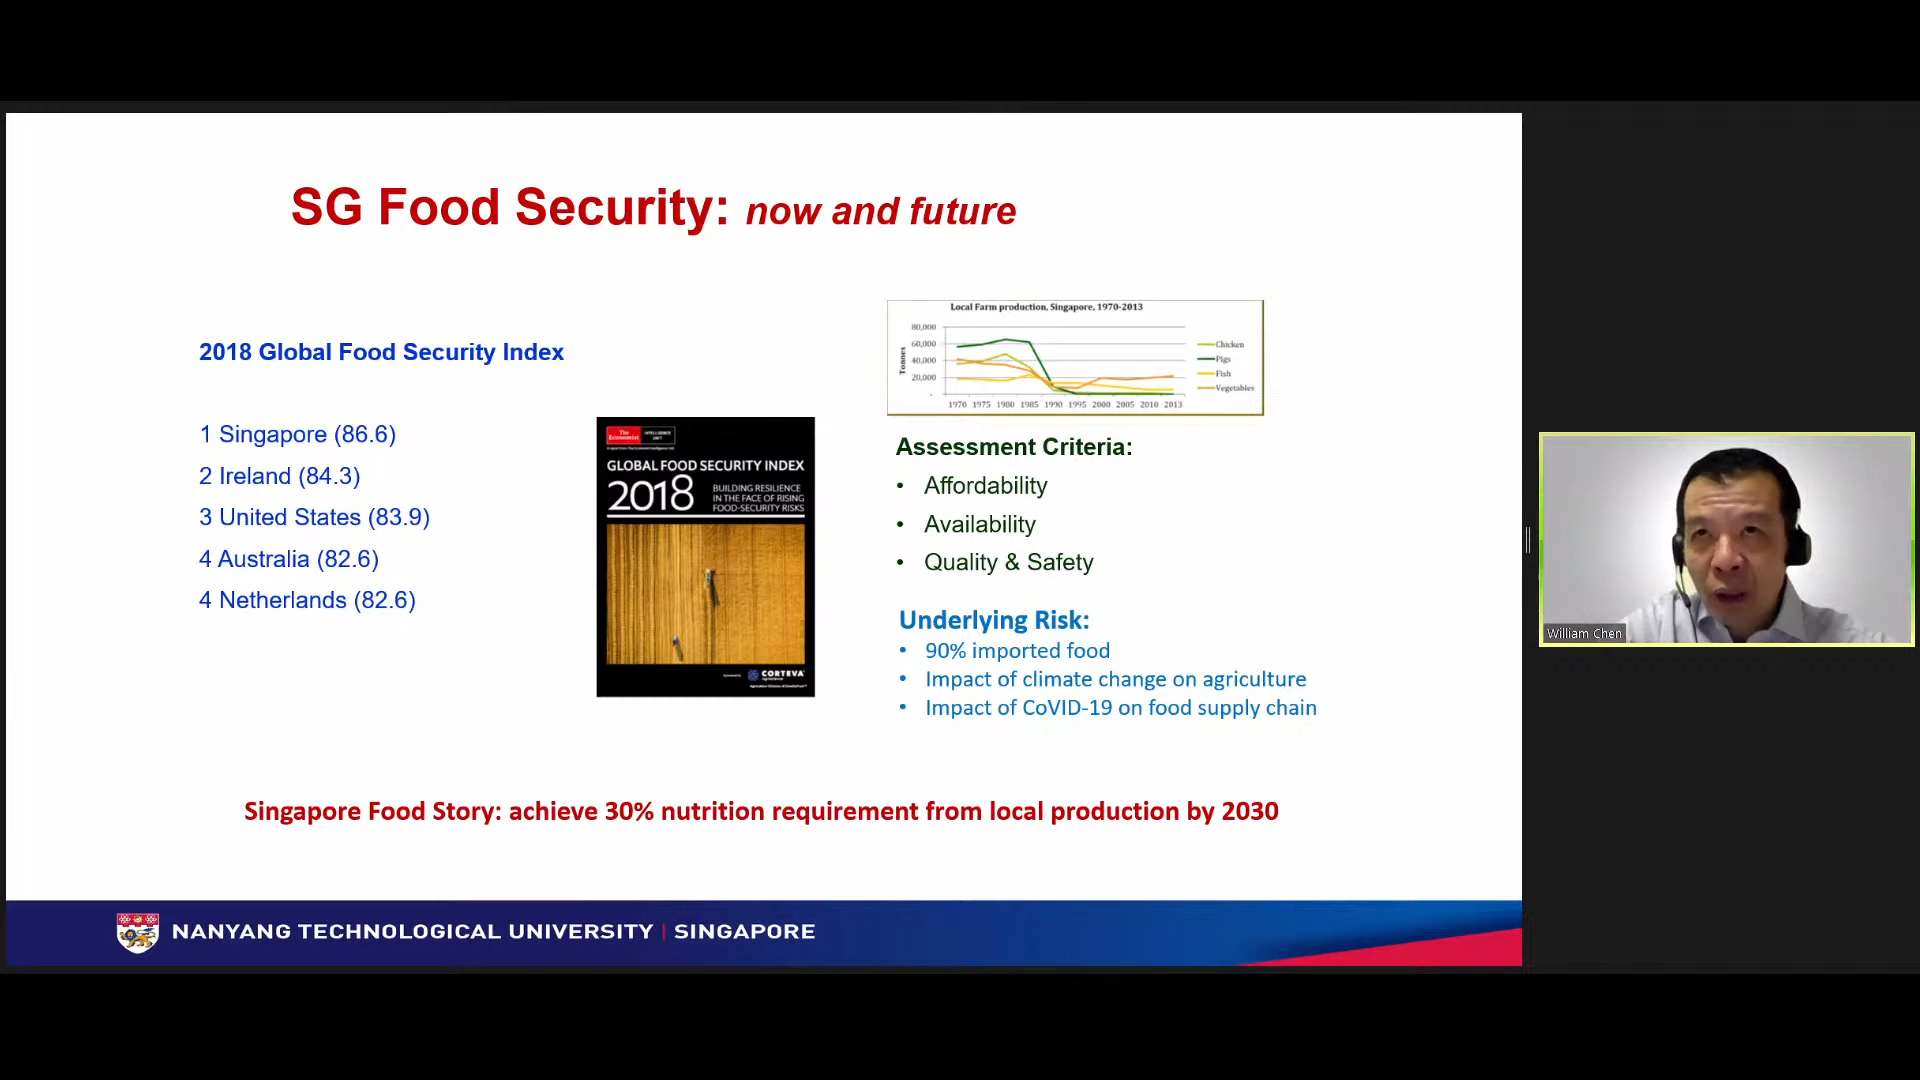 SG Food Security: now and future
2018 Global Food Security Index
1 Singapore (86.6)
2 Ireland (84.3)
3 United States (83.9)
4 Australia (82.6)
4 Netherlands (82.6)
The
Economist
INTELLIGENCE
UNIT
GLOBAL FOOD SECURITY INDEX
2018
BUILDING RESILIENCE
IN THE FACE OF RISING
FOOD-SECURITY RISKS
CORTEVA
agriscience
Local Farm production, Singapore, 1970-2013
Tonnes
80,000
60,000
40,000
20,000
-
1970 1975 1980 1985 1990 1995 2000 2005 2010 2013
Chicken
Pigs
Fish
Vegetables
Assessment Criteria:
• Affordability
• Availability
• Quality & Safety
Underlying Risk:
• 90% imported food
• Impact of climate change on agriculture
• Impact of CoVID-19 on food supply chain
Singapore Food Story: achieve 30% nutrition requirement from local production by 2030
NANYANG TECHNOLOGICAL UNIVERSITY | SINGAPORE
William Chen